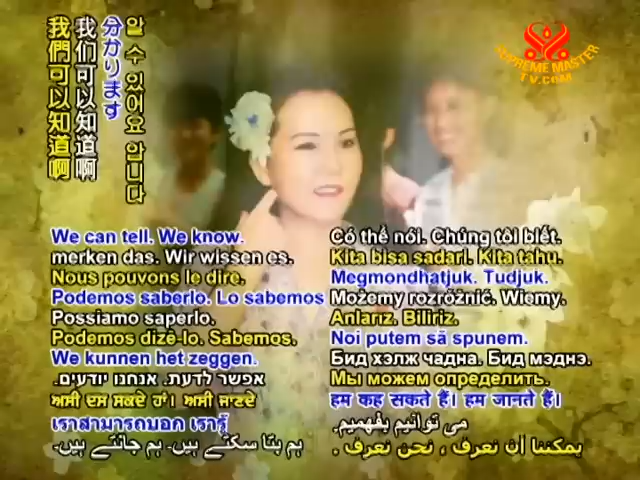 알 수 있어요 압니다
分かります
我们可以知道啊
我們可以知道啊
SUPREME MASTER
TV.COM
We can tell. We know.
merken das. Wir wissen es.
Nous pouvons le dire.
Podemos saberlo. Lo sabemos
Possiamo saperlo.
Podemos dizê-lo. Sabemos.
We kunnen het zeggen.
אפשר לדעת. אנחנו יודעים.
ਅਸੀ ਦਸ ਸਕਦੇ ਹਾਂ। ਅਸੀ ਜਾਣਦੇ
เราสามารถบอก เรารู้
ہم بتا سکتے ہیں. ہم جانتے ہیں.
Có thể nói. Chúng tôi biết.
Kita bisa sadari. Kita tahu.
Megmondhatjuk. Tudjuk.
Możemy rozróżnić. Wiemy.
Anlarız. Biliriz.
Noi putem să spunem.
Бид хэлж чадна. Бид мэднэ.
Мы можем определить.
हम कह सकते हैं। हम जानते हैं।
می توانیم بفهمیم.
يمكننا أن نعرف ، نحن نعرف .